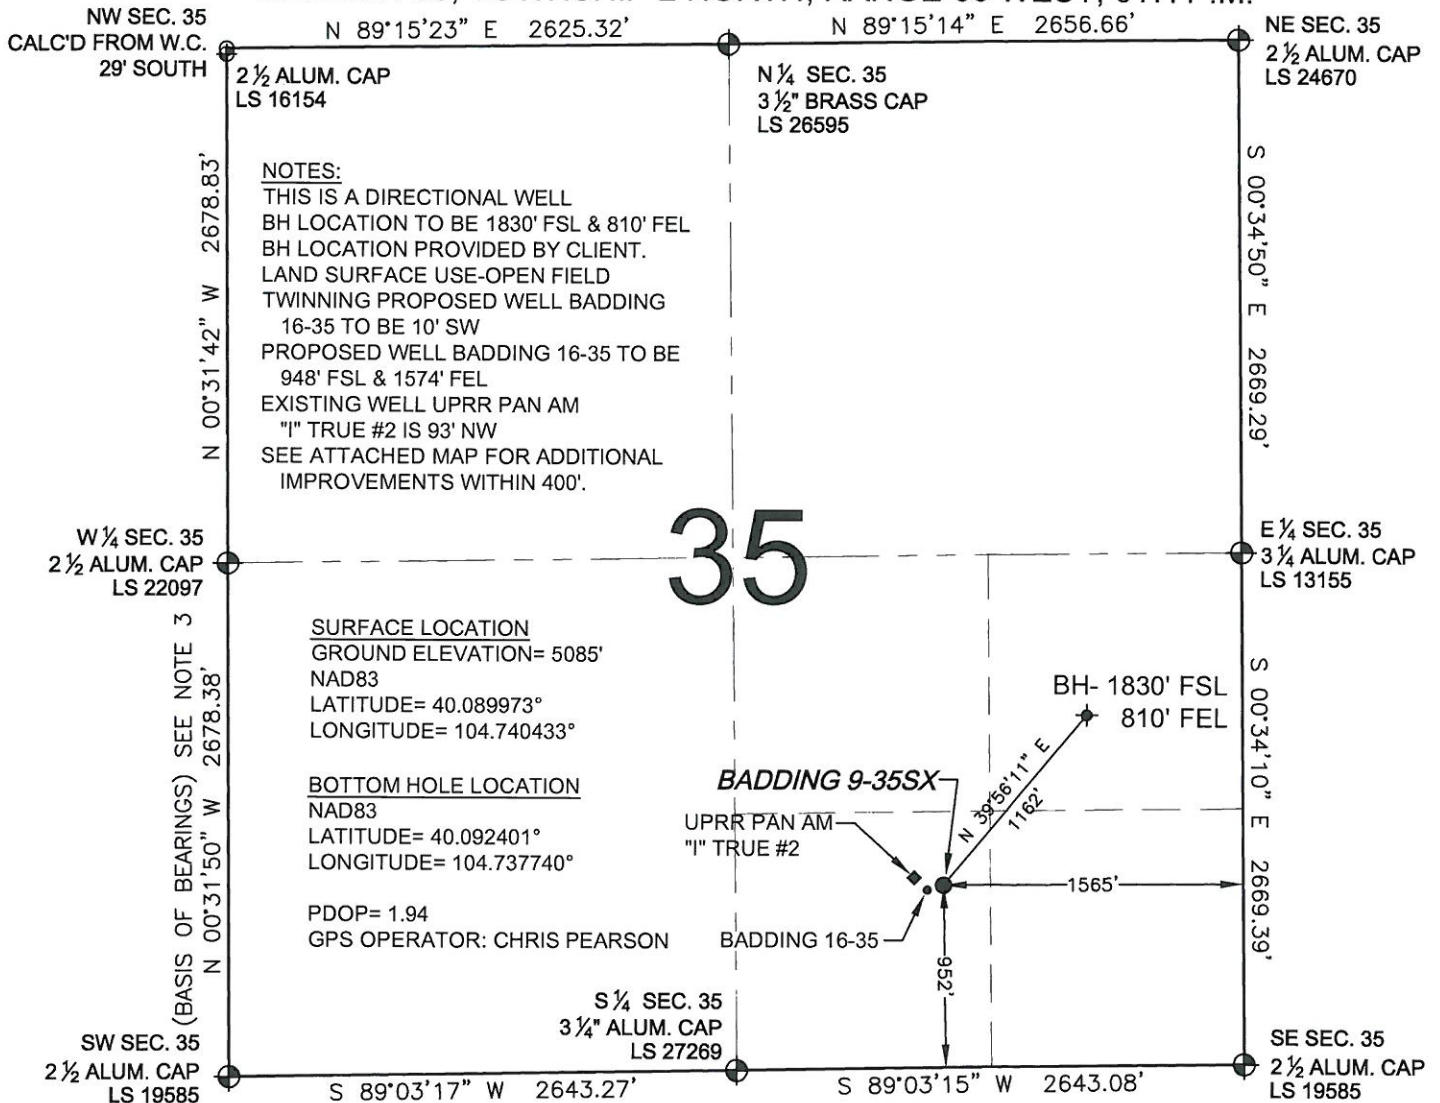 NW SEC. 35
CALC'D FROM W.C.
29' SOUTH
2 ½ ALUM. CAP
LS 16154
N 89°15'23" E 2625.32'
N 89°15'14" E 2656.66'
N ¼ SEC. 35
3 ½" BRASS CAP
LS 26595
NE SEC. 35
2 ½ ALUM. CAP
LS 24670
N 00°31'42" W 2678.83'
NOTES:
THIS IS A DIRECTIONAL WELL
BH LOCATION TO BE 1830' FSL & 810' FEL
BH LOCATION PROVIDED BY CLIENT.
LAND SURFACE USE-OPEN FIELD
TWINNING PROPOSED WELL BADDING
16-35 TO BE 10' SW
PROPOSED WELL BADDING 16-35 TO BE
948' FSL & 1574' FEL
EXISTING WELL UPRR PAN AM
"I" TRUE #2 IS 93' NW
SEE ATTACHED MAP FOR ADDITIONAL
IMPROVEMENTS WITHIN 400'.
S 00°34'50" E 2669.29'
W ¼ SEC. 35
2 ½ ALUM. CAP
LS 22097
35
E ¼ SEC. 35
3 ¼ ALUM. CAP
LS 13155
(BASIS OF BEARINGS) SEE NOTE 3
N 00°31'50" W 2678.38'
SURFACE LOCATION
GROUND ELEVATION= 5085'
NAD83
LATITUDE= 40.089973°
LONGITUDE= 104.740433°
BOTTOM HOLE LOCATION
NAD83
LATITUDE= 40.092401°
LONGITUDE= 104.737740°
PDOP= 1.94
GPS OPERATOR: CHRIS PEARSON
BH- 1830' FSL
810' FEL
N 39°56'11" E
1162'
BADDING 9-35SX
UPRR PAN AM
"I" TRUE #2
1565'
BADDING 16-35
952'
S 00°34'10" E 2669.39'
SW SEC. 35
2 ½ ALUM. CAP
LS 19585
S 89°03'17" W 2643.27'
S ¼ SEC. 35
3 ¼" ALUM. CAP
LS 27269
S 89°03'15" W 2643.08'
SE SEC. 35
2 ½ ALUM. CAP
LS 19585